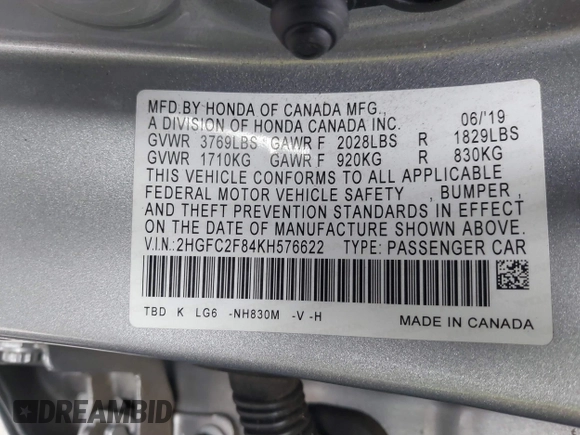 MFD.BY HONDA OF CANADA MFG.,
A DIVISION OF HONDA CANADA INC. 06/'19
GVWR 3769LBS GAWR F 2028LBS R 1829LBS
GVWR 1710KG GAWR F 920KG R 830KG
THIS VEHICLE CONFORMS TO ALL APPLICABLE
FEDERAL MOTOR VEHICLE SAFETY , BUMPER ,
AND THEFT PREVENTION STANDARDS IN EFFECT
ON THE DATE OF MANUFACTURE SHOWN ABOVE.
V.I.N.:2HGFC2F84KH576622 TYPE: PASSENGER CAR
TBD K LG6 -NH830M -V -H
MADE IN CANADA
DREAMBID